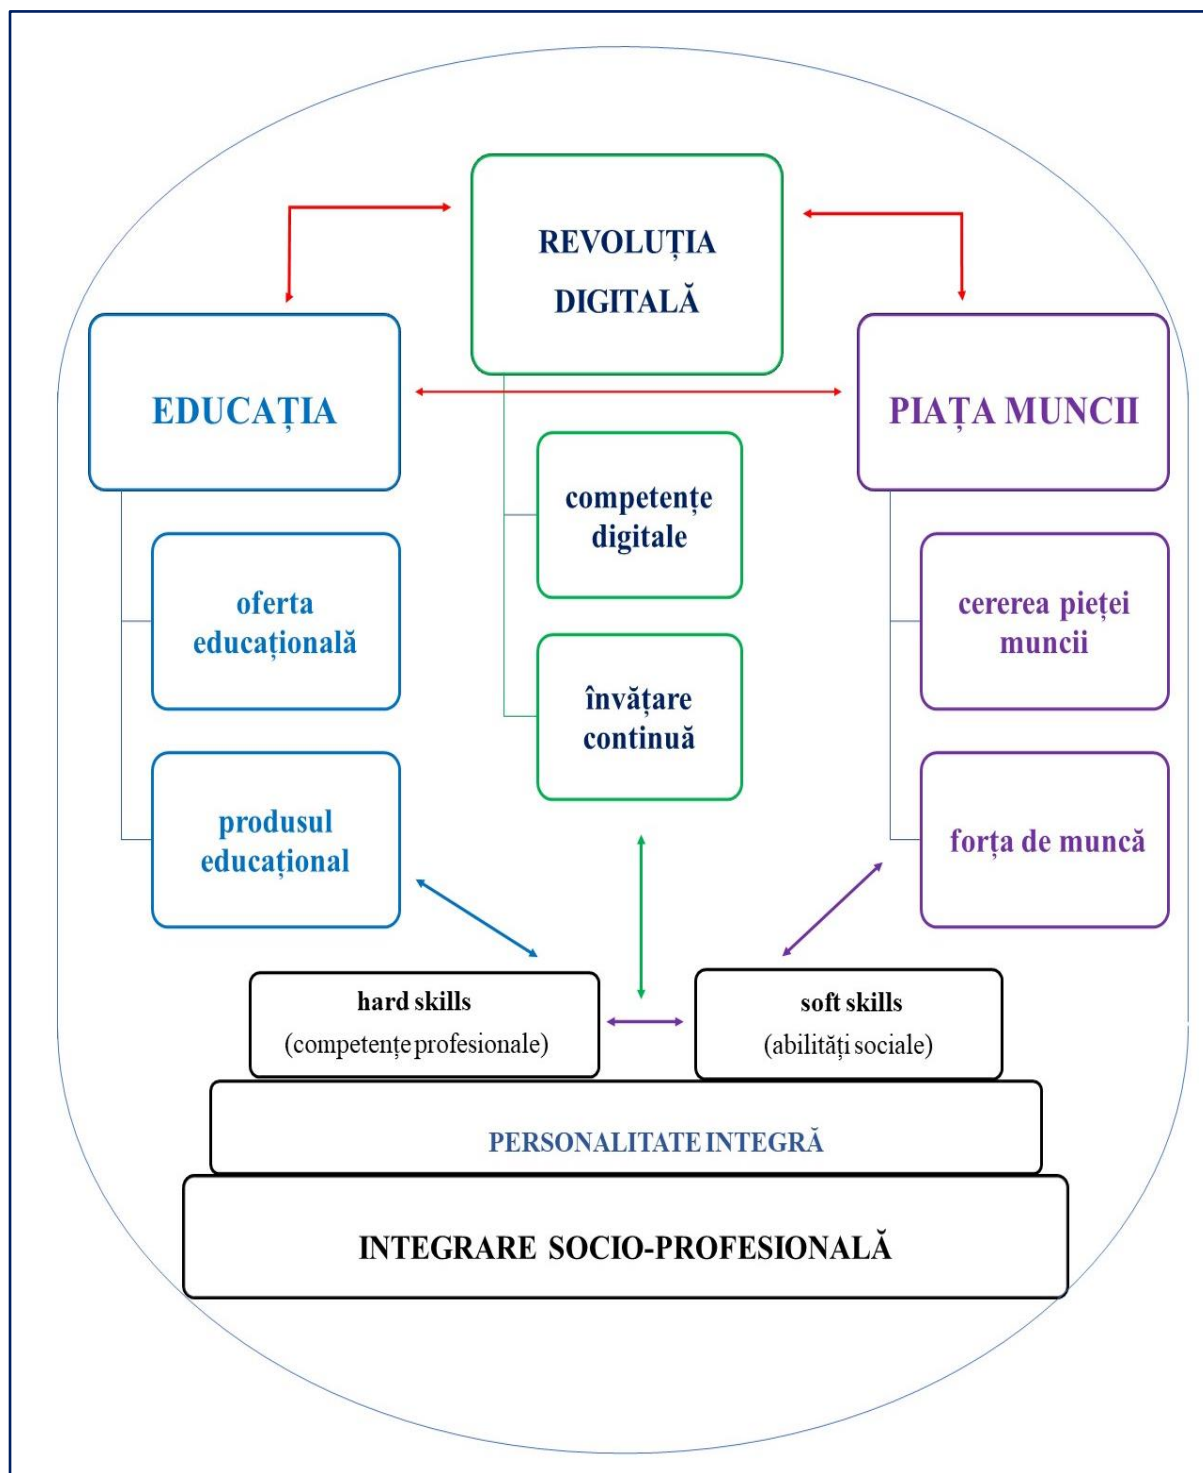 REVOLUȚIA
DIGITALĂ
EDUCAȚIA
PIAȚA MUNCII
competențe
digitale
oferta
educațională
cererea pieței
muncii
învățare
continuă
produsul
educațional
forța de muncă
hard skills
(competențe profesionale)
soft skills
(abilități sociale)
PERSONALITATE INTEGRĂ
INTEGRARE SOCIO-PROFESIONALĂ